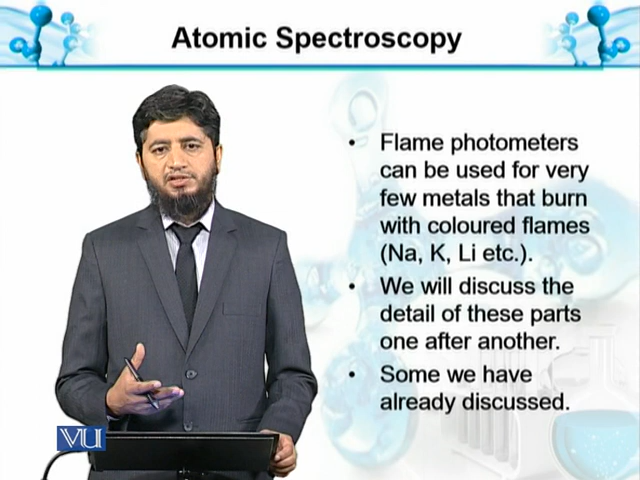 Atomic Spectroscopy
• Flame photometers
can be used for very
few metals that burn
with coloured flames
(Na, K, Li etc.).
• We will discuss the
detail of these parts
one after another.
• Some we have
already discussed.
VU